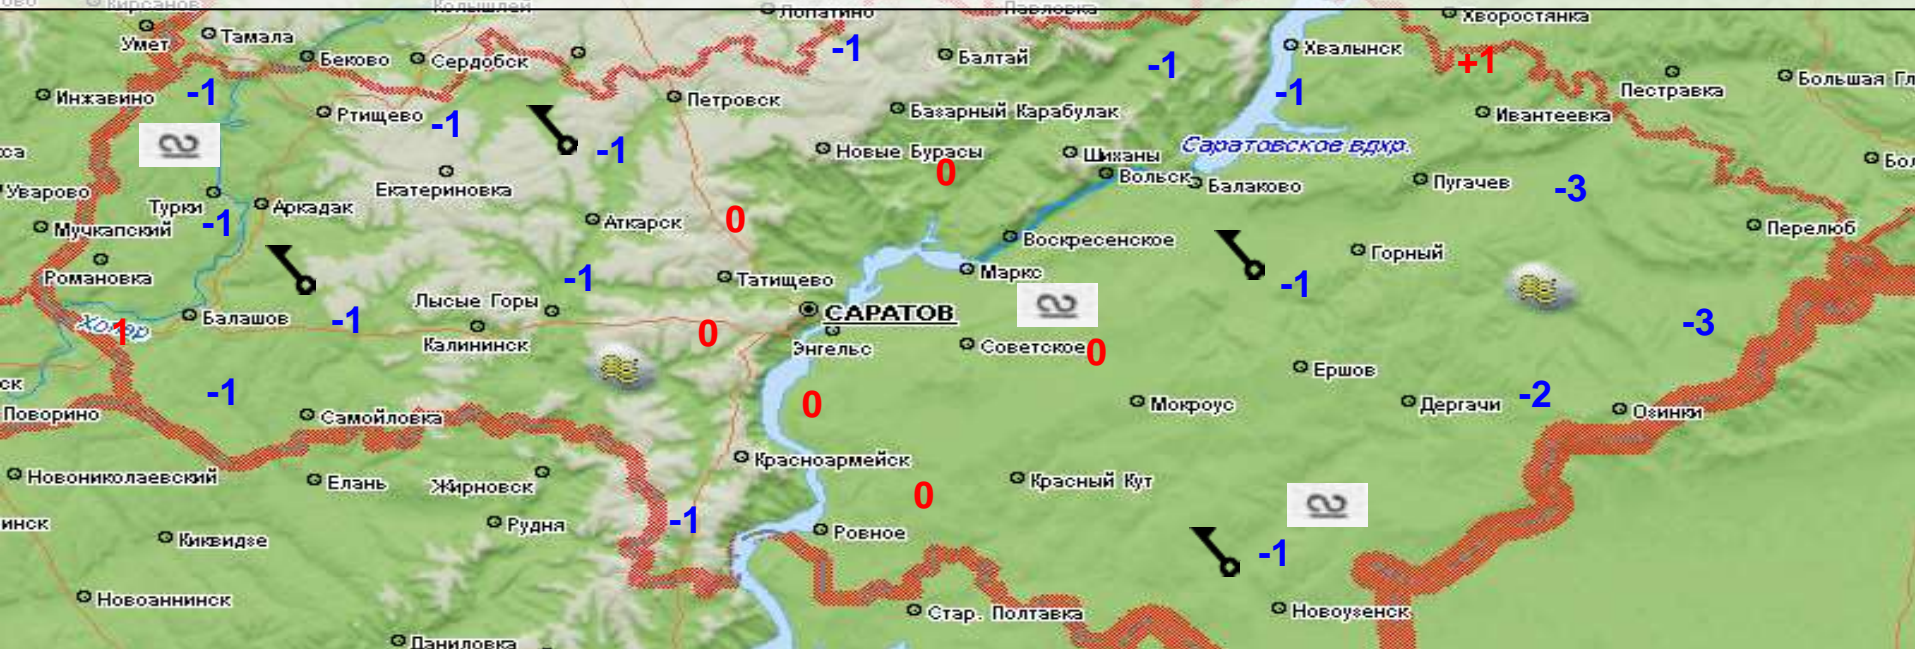 Кирсанов
Колышлей
Лопатино
Павловка
Хворостянка
Умет
Тамала
Беково
Сердобск
-1
Балтай
-1
Хвалынск
+1
Пестравка
Большая Гл
Инжавино
-1
Ртищево
-1
Петровск
Базарный Карабулак
-1
Ивантеевка
-1
Новые Бурасы
0
Шиханы
Саратовское вдхр.
Вольск
Балаково
Пугачев
-3
Бол
Уварово
Екатериновка
Турки
-1
Аркадак
Мучкапский
Аткарск
0
Воскресенское
Горный
Перелюб
Романовка
Лысые Горы
-1
Татищево
Маркс
-1
Хопер
1
Балашов
-1
Калининск
0
САРАТОВ
Энгельс
Советское
0
-3
Ершов
ск
Поворино
-1
Самойловка
0
Мокроус
Дергачи
-2
Озинки
Новониколаевский
Елань
Жирновск
Красноармейск
0
Красный Кут
инск
Киквидзе
Рудня
-1
Ровное
-1
Новоаннинск
Даниловка
Стар. Полтавка
Новоузенск